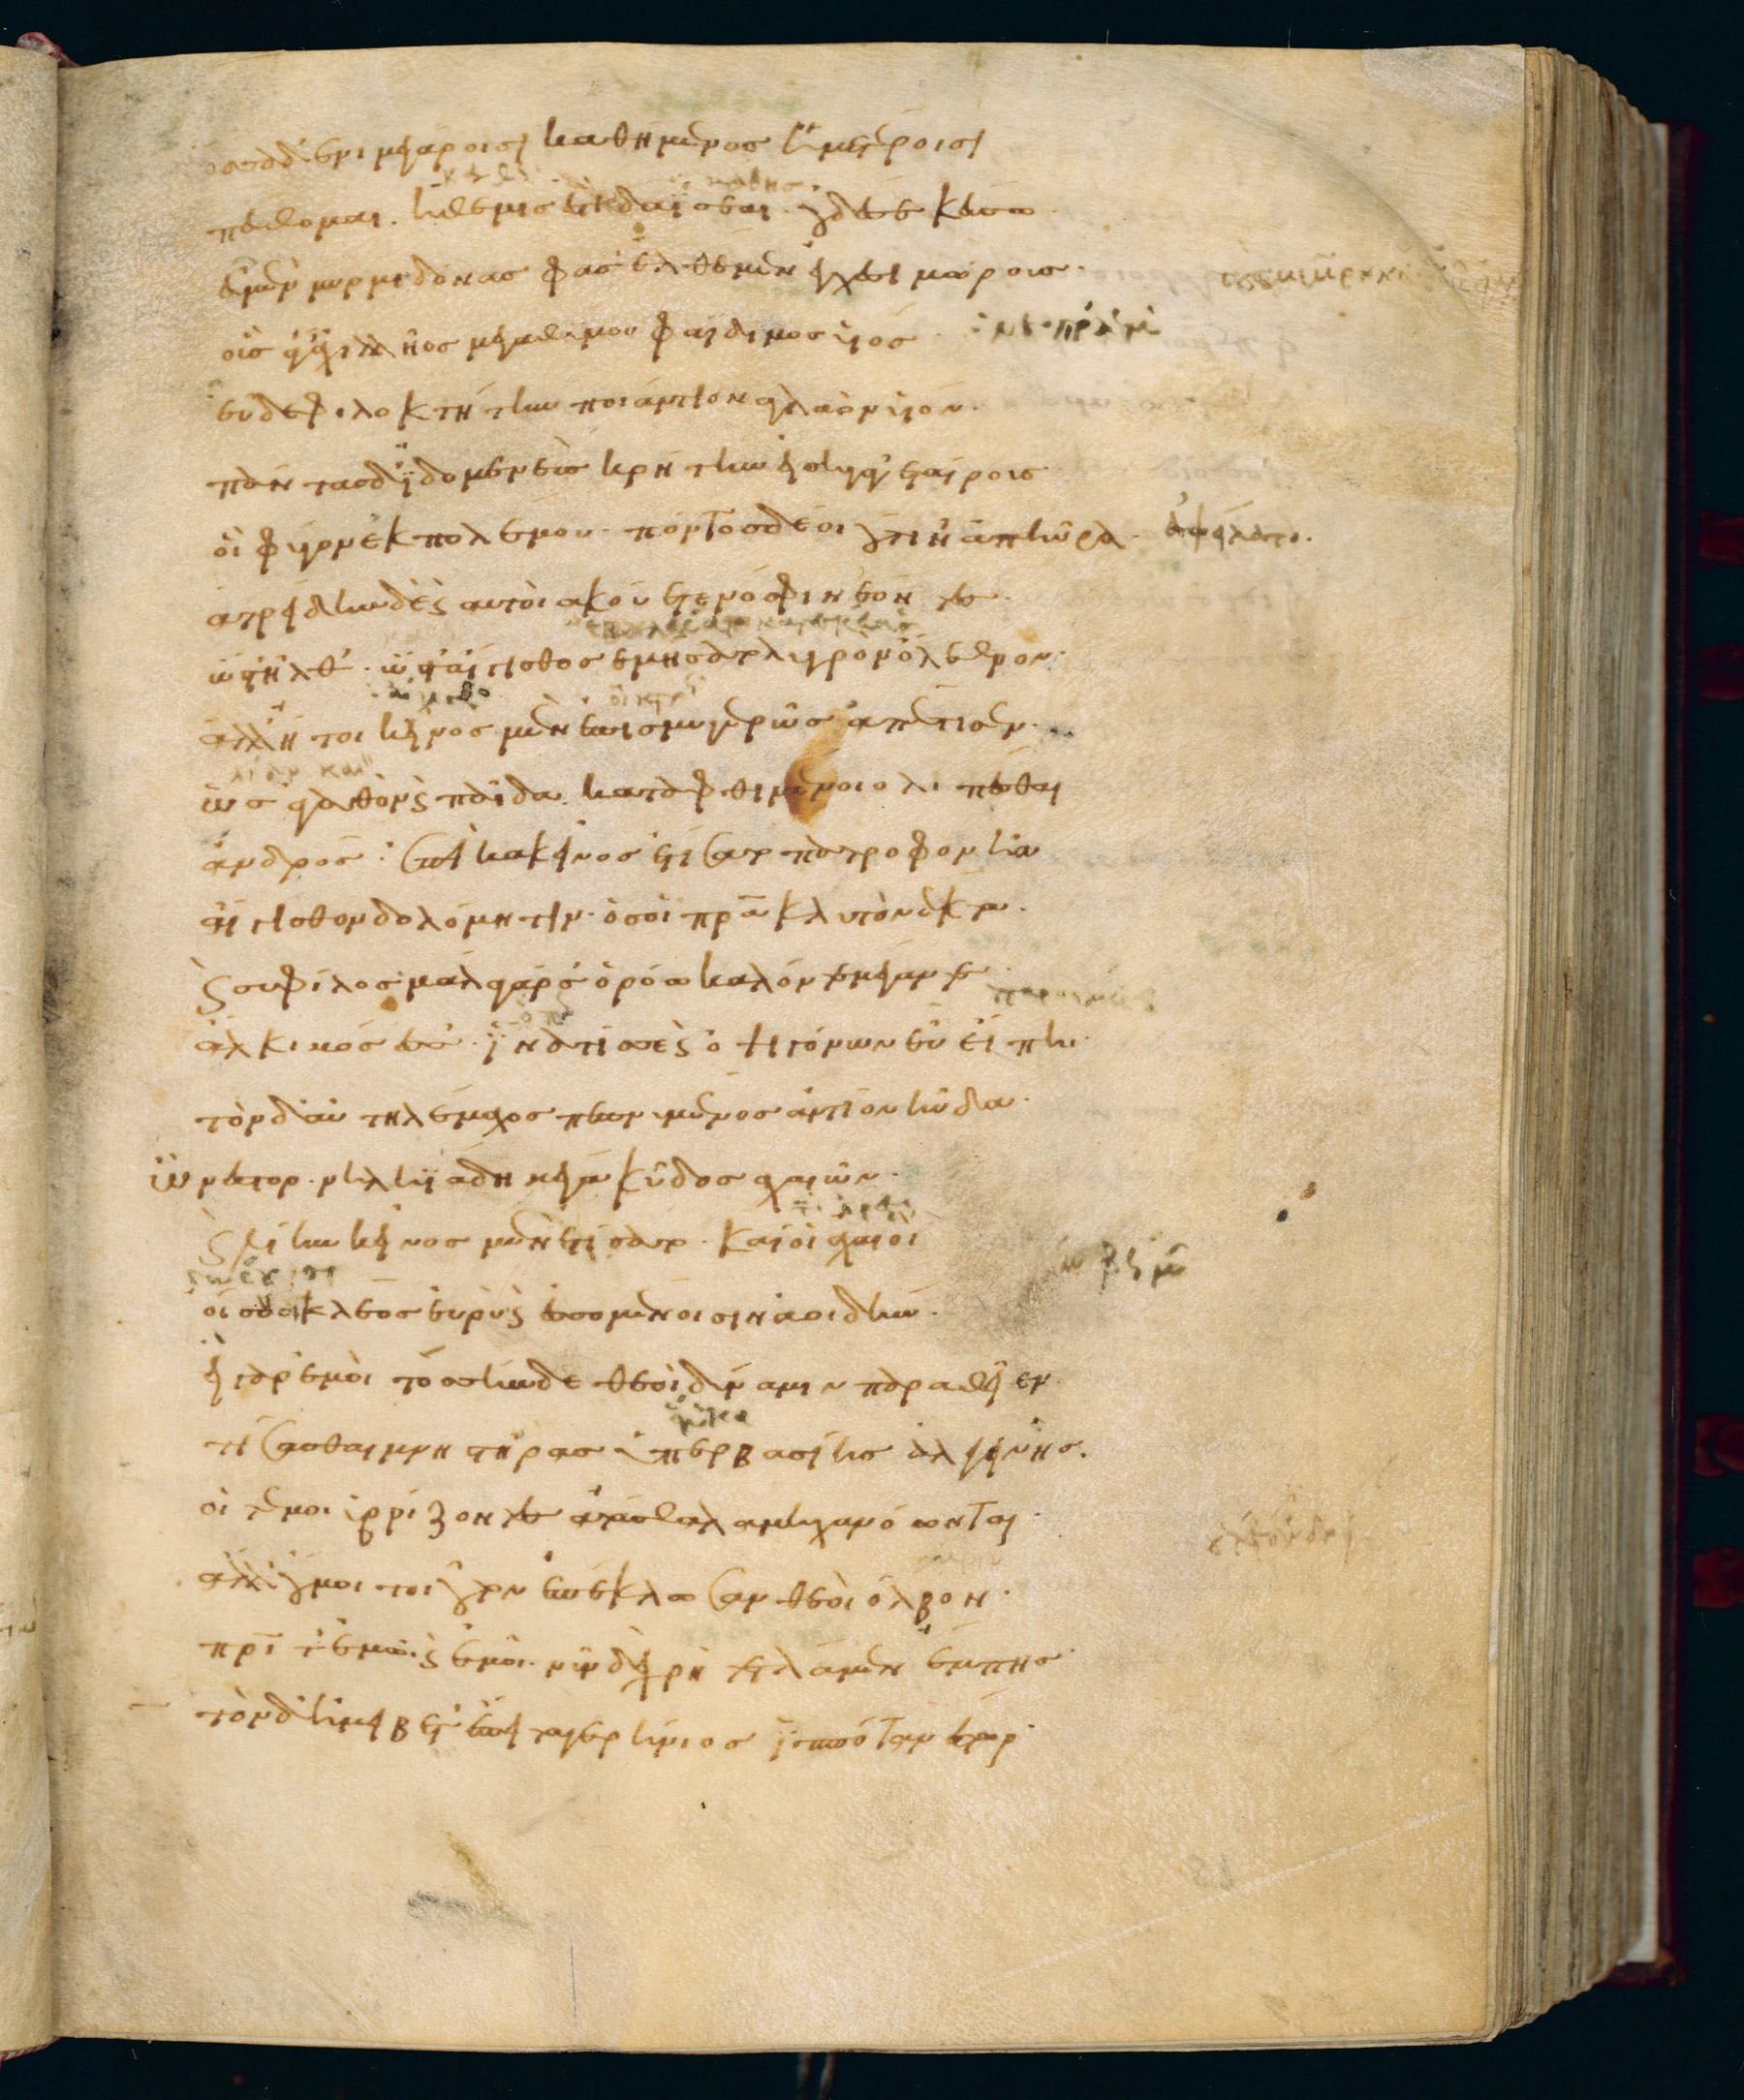 ὅσσα δ' ἐνι μεγάροισι καθήμενος ἡμετέροισι
πεύθομαι. ἣ θέμις ἐστὶ δαήσεαι. οὐδέ σε κεύσω
εὖ μὲν μυρμιδόνας φάσ' ἐλθέμεν ἐγχεσιμώρους.
οὓς ἄγ' ἀχιλλῆος μεγαθύμου φαίδιμος υἱός.
εὖ δὲ φιλοκτήτην ποιάντιον ἀγλαὸν υἱόν.
πάντας δ' ἰδομενεὺς κρήτην εἰσήγαγ' ἑταίρους
οἳ φύγον ἐκ πολέμου. πόντος δέ οἱ οὔτιν' ἀπηύρα. ἀφείλατο.
ἀτρείδην δὲ καὶ αὐτοὶ ἀκούετε νόσφιν ἐόντες.
ὥς τ' ἦλθ'. ὥς τ' αἴγισθος ἐμήσατο λυγρὸν ὄλεθρον.
ἀλλ' ἤτοι κεῖνος μὲν ἐπισμυγερῶς ἀπέτισεν.
ὡς ἀγαθὸν καὶ παῖδα καταφθιμένοιο λιπέσθαι
ἀνδρός. ἐπεὶ κἀκεῖνος ἐτίσατο πατροφονῆα
αἴγισθον δολόμητιν. ὅς οἱ πατέρα κλυτὸν ἔκτα.
καὶ σὺ φίλος μάλα γάρ σ' ὁρόω καλόν τε μέγαν τε.
ἄλκιμος ἔσσ'. ἵνα τίς σε καὶ ὀψιγόνων ἐῢ εἴπῃ.
τὸν δ' αὖ τηλέμαχος πεπνυμένος ἀντίον ηὔδα.
ὦ νέστορ νηληϊάδη μέγα κῦδος ἀχαιῶν.
καὶ λίην κεῖνος μὲν ἐτίσατο. καί οἱ ἀχαιοὶ
οἴσουσι κλέος εὐρὺ καὶ ἐσσομένοισιν ἀοιδήν.
εἰ γὰρ ἐμοὶ τοσσήνδε θεοὶ δύναμιν παραθεῖεν.
τίσασθαι μνηστῆρας ὑπερβασίης ἀλεγεινῆς.
οἵ τέ μοι ὑβρίζοντες ἀτάσθαλα μηχανόωνται.
ἀλλ' οὔ μοι τοιοῦτον ἐπέκλωσαν θεοὶ ὄλβον.
πατρί τ' ἐμῷ καὶ ἐμοί. νῦν δὲ χρὴ τετλάμεν ἔμπης
τὸν δ' ἠμείβετ' ἔπειτα γερήνιος ἱππότα νέστωρ.